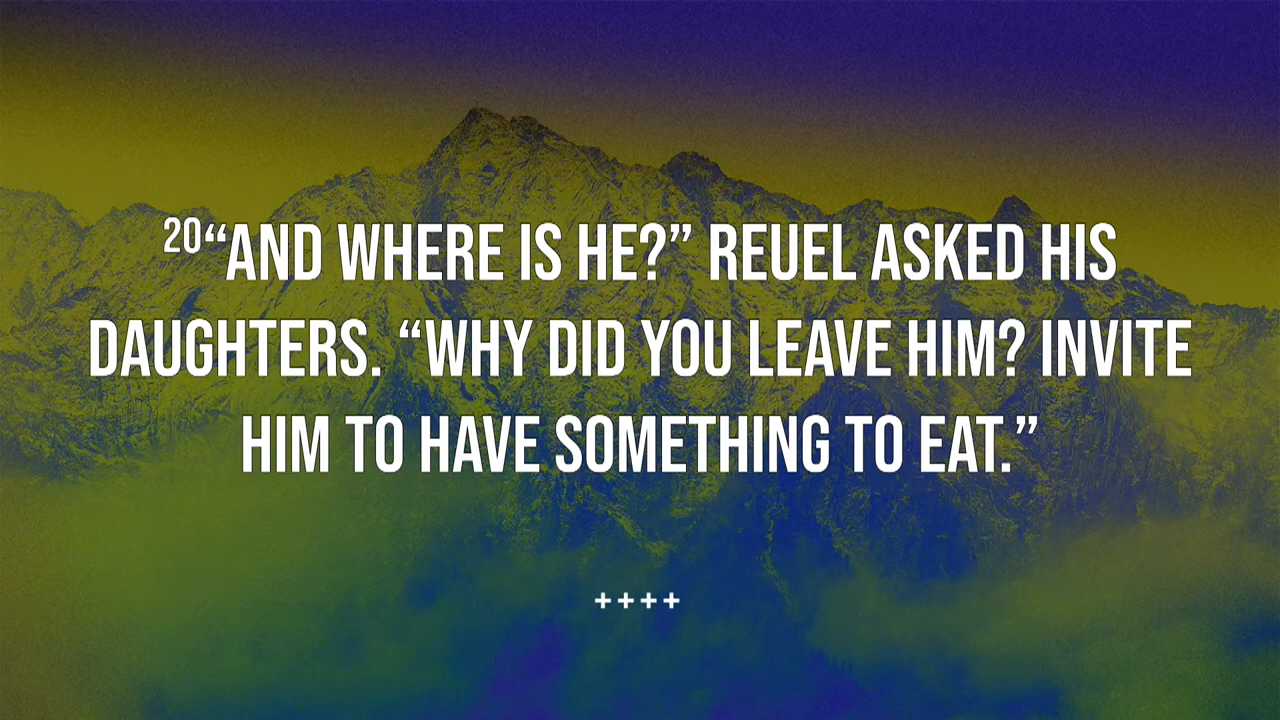 ²⁰“AND WHERE IS HE?” REUEL ASKED HIS
DAUGHTERS. “WHY DID YOU LEAVE HIM? INVITE
HIM TO HAVE SOMETHING TO EAT.”
++++